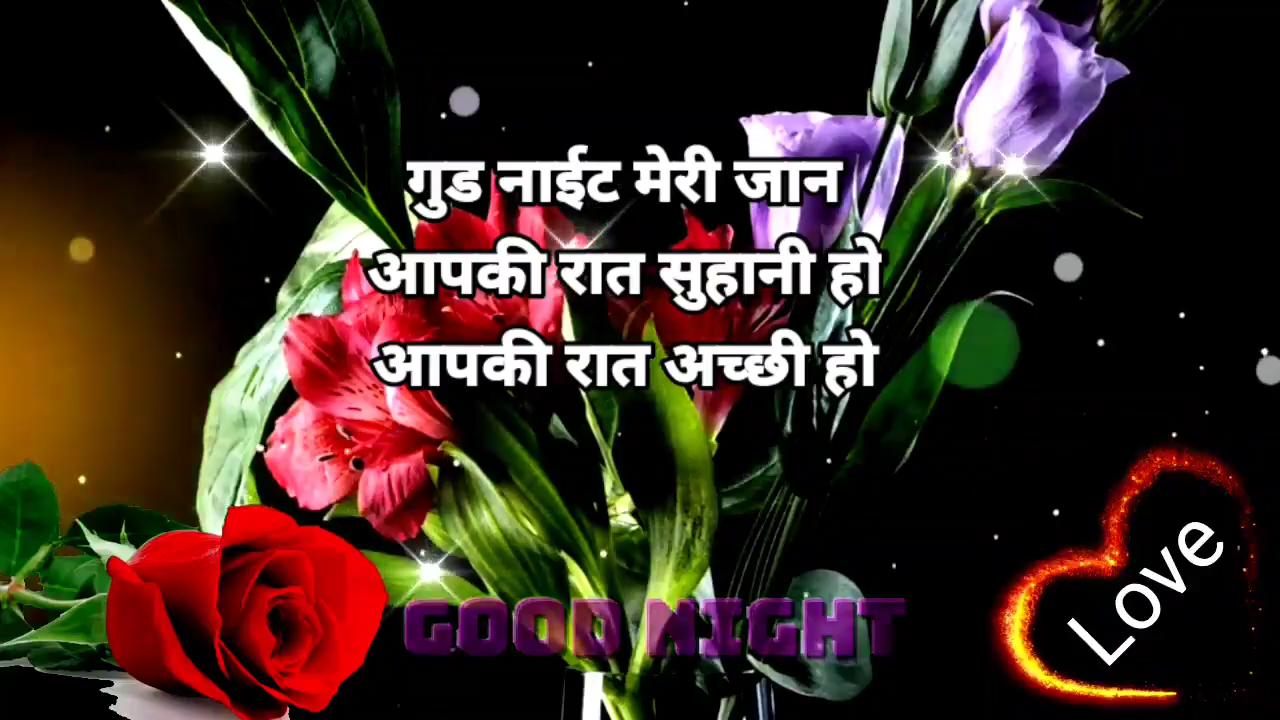 गुड नाईट मेरी जान
आपकी रात सुहानी हो
आपकी रात अच्छी हो
GOOD NIGHT
Love